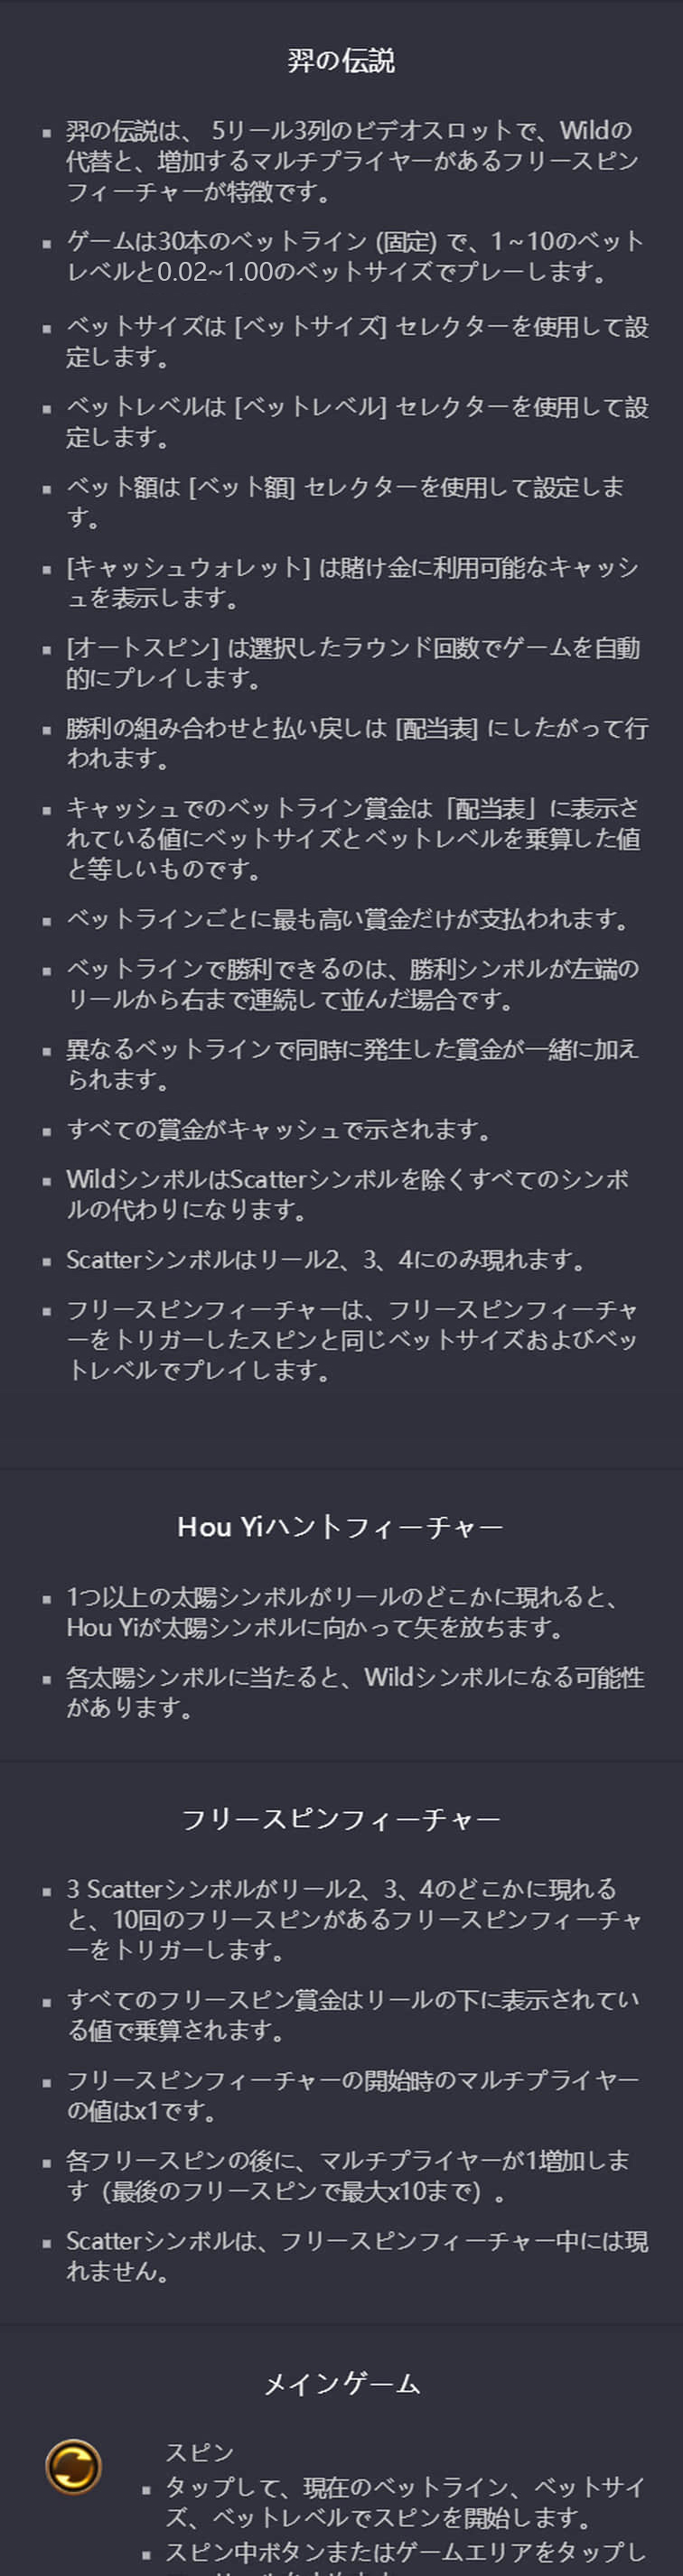 羿の伝説
▪ 羿の伝説は、 5リール3列のビデオスロットで、Wildの
代替と、増加するマルチプライヤーがあるフリースピン
フィーチャーが特徴です。
▪ ゲームは30本のベットライン (固定) で、1～10のベット
レベルと0.02~1.00のベットサイズでプレーします。
▪ ベットサイズは [ベットサイズ] セレクターを使用して設
定します。
▪ ベットレベルは [ベットレベル] セレクターを使用して設
定します。
▪ ベット額は [ベット額] セレクターを使用して設定しま
す。
▪ [キャッシュウォレット] は賭け金に利用可能なキャッシ
ュを表示します。
▪ [オートスピン] は選択したラウンド回数でゲームを自動
的にプレイします。
▪ 勝利の組み合わせと払い戻しは [配当表] にしたがって行
われます。
▪ キャッシュでのベットライン賞金は「配当表」に表示さ
れている値にベットサイズとベットレベルを乗算した値
と等しいものです。
▪ ベットラインごとに最も高い賞金だけが支払われます。
▪ ベットラインで勝利できるのは、勝利シンボルが左端の
リールから右まで連続して並んだ場合です。
▪ 異なるベットラインで同時に発生した賞金が一緒に加え
られます。
▪ すべての賞金がキャッシュで示されます。
▪ WildシンボルはScatterシンボルを除くすべてのシンボ
ルの代わりになります。
▪ Scatterシンボルはリール2、3、4にのみ現れます。
▪ フリースピンフィーチャーは、フリースピンフィーチャ
ーをトリガーしたスピンと同じベットサイズおよびベッ
トレベルでプレイします。
Hou Yiハントフィーチャー
▪ 1つ以上の太陽シンボルがリールのどこかに現れると、
Hou Yiが太陽シンボルに向かって矢を放ちます。
▪ 各太陽シンボルに当たると、Wildシンボルになる可能性
があります。
フリースピンフィーチャー
▪ 3 Scatterシンボルがリール2、3、4のどこかに現れる
と、10回のフリースピンがあるフリースピンフィーチャ
ーをトリガーします。
▪ すべてのフリースピン賞金はリールの下に表示されてい
る値で乗算されます。
▪ フリースピンフィーチャーの開始時のマルチプライヤー
の値はx1です。
▪ 各フリースピンの後に、マルチプライヤーが1増加しま
す（最後のフリースピンで最大x10まで）。
▪ Scatterシンボルは、フリースピンフィーチャー中には現
れません。
メインゲーム
スピン
▪ タップして、現在のベットライン、ベットサイ
ズ、ベットレベルでスピンを開始します。
▪ スピン中ボタンまたはゲームエリアをタップし